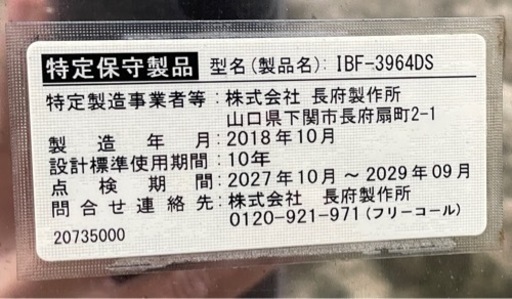 特定保守製品 型名(製品名): IBF-3964DS
特定製造事業者等：株式会社 長府製作所
山口県下関市長府扇町2-1
製造年月：2018年10月
設計標準使用期間：10年
点検期間：2027年10月 ～ 2029年09月
問合せ連絡先：株式会社 長府製作所
0120-921-971 (フリーコール)
20735000